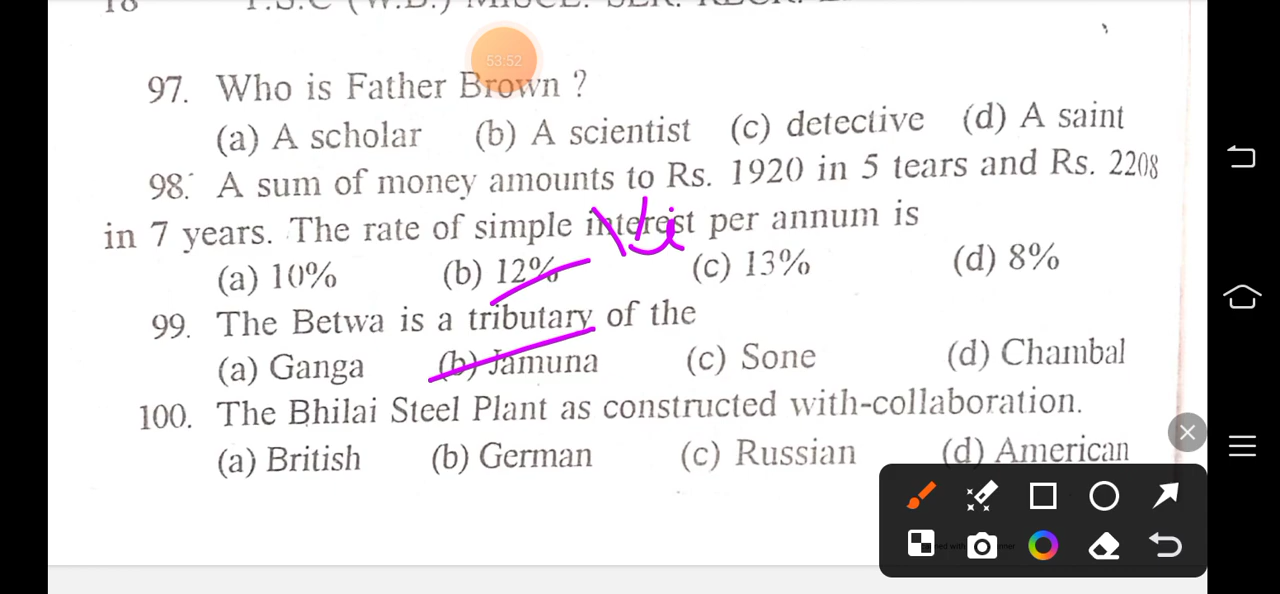 53:52
97. Who is Father Brown ?
(a) A scholar (b) A scientist (c) detective (d) A saint
98. A sum of money amounts to Rs. 1920 in 5 tears and Rs. 2208
in 7 years. The rate of simple interest per annum is
(a) 10% (b) 12% (c) 13% (d) 8%
99. The Betwa is a tributary of the
(a) Ganga (b) Jamuna (c) Sone (d) Chambal
100. The Bhilai Steel Plant as constructed with-collaboration.
(a) British (b) German (c) Russian (d) American